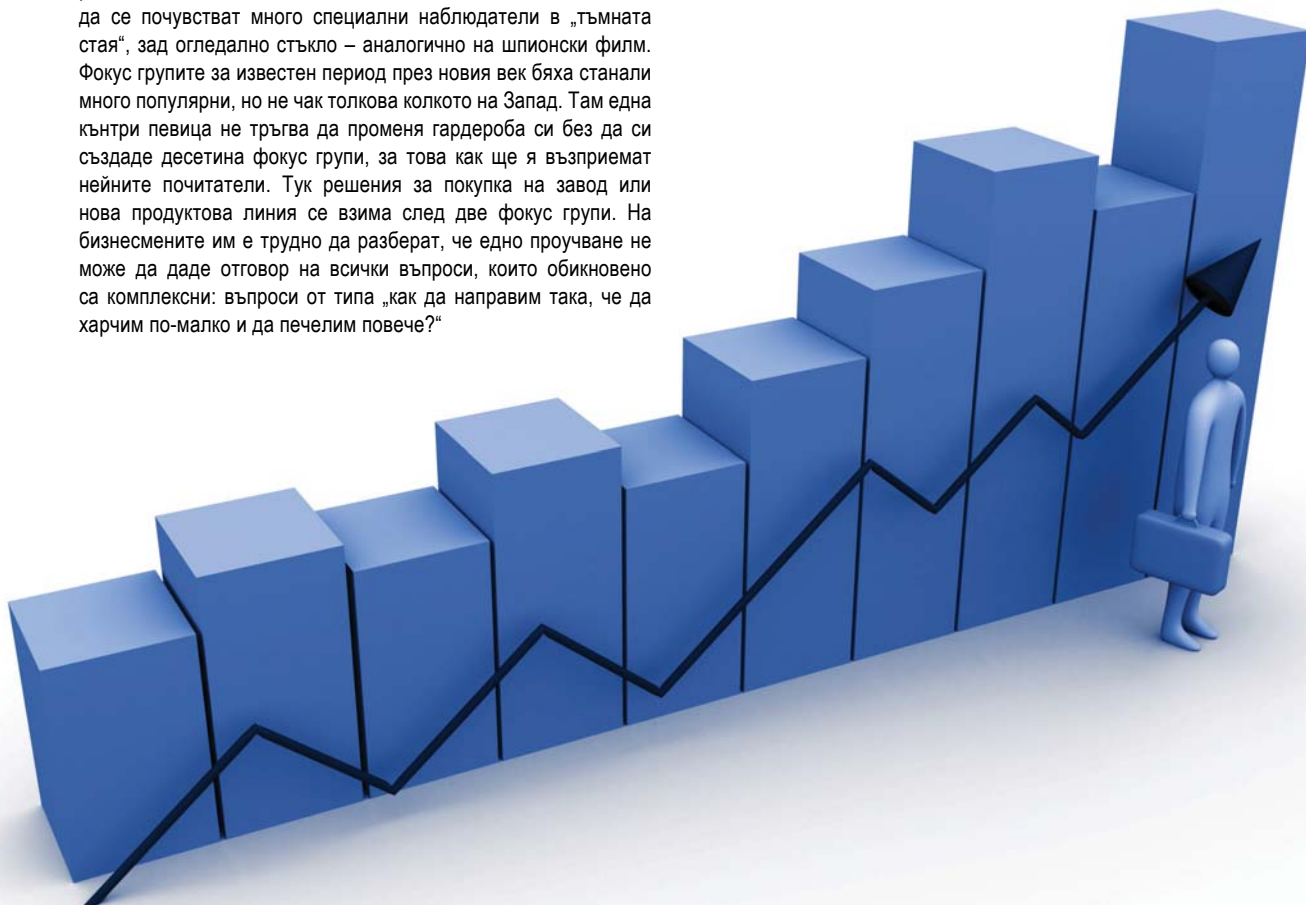 да се почувстват много специални наблюдатели в „тъмната
стая“, зад огледално стъкло – аналогично на шпионски филм.
Фокус групите за известен период през новия век бяха станали
много популярни, но не чак толкова колкото на Запад. Там една
кънтри певица не тръгва да променя гардероба си без да си
създаде десетина фокус групи, за това как ще я възприемат
нейните почитатели. Тук решения за покупка на завод или
нова продуктова линия се взима след две фокус групи. На
бизнесмените им е трудно да разберат, че едно проучване не
може да даде отговор на всички въпроси, които обикновено
са комплексни: въпроси от типа „как да направим така, че да
харчим по-малко и да печелим повече?“